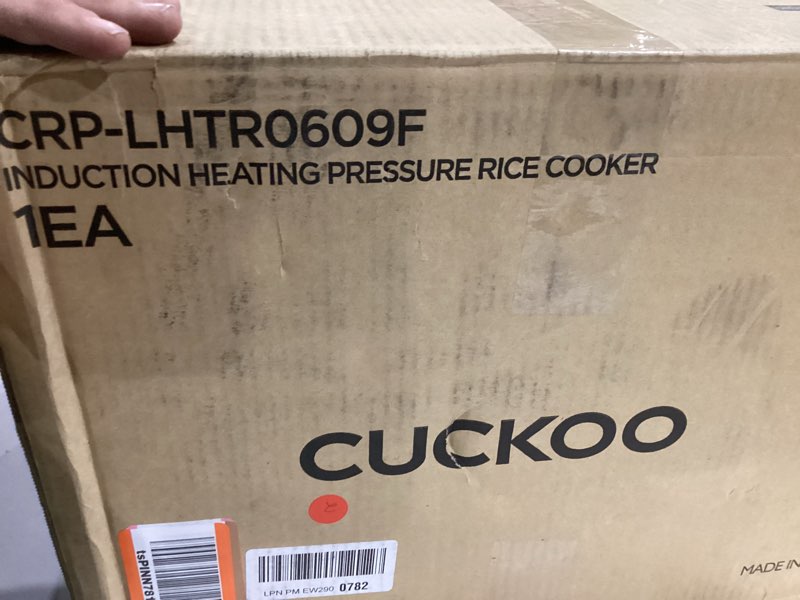 CRP-LHTR0609F
INDUCTION HEATING PRESSURE RICE COOKER
1EA
CUCKOO
LPN PM EW290 0782
MADE IN